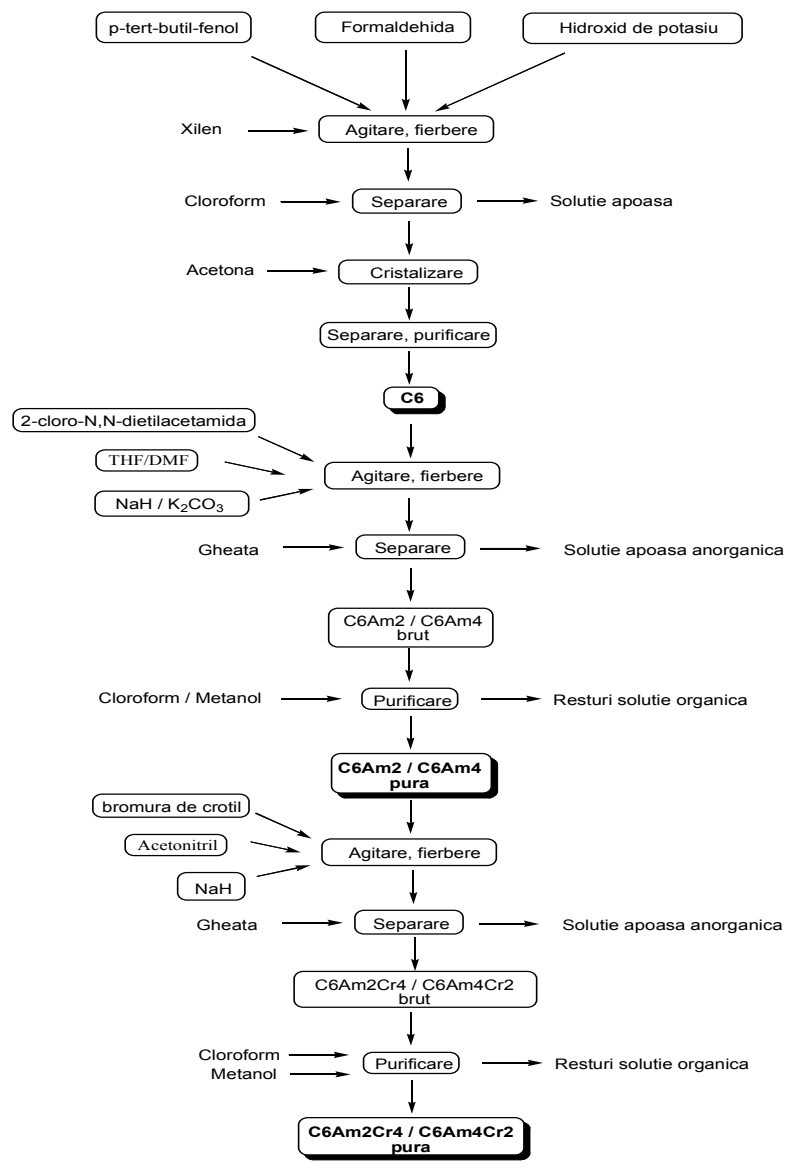 p-tert-butil-fenol
Formaldehida
Hidroxid de potasiu
Xilen
Agitare, fierbere
Cloroform
Separare
Solutie apoasa
Acetona
Cristalizare
Separare, purificare
C6
2-cloro-N,N-dietilacetamida
THF/DMF
NaH / K₂CO₃
Agitare, fierbere
Gheata
Separare
Solutie apoasa anorganica
C6Am2 / C6Am4
brut
Cloroform / Metanol
Purificare
Resturi solutie organica
C6Am2 / C6Am4
pura
bromura de crotil
Acetonitril
NaH
Agitare, fierbere
Gheata
Separare
Solutie apoasa anorganica
C6Am2Cr4 / C6Am4Cr2
brut
Cloroform
Metanol
Purificare
Resturi solutie organica
C6Am2Cr4 / C6Am4Cr2
pura